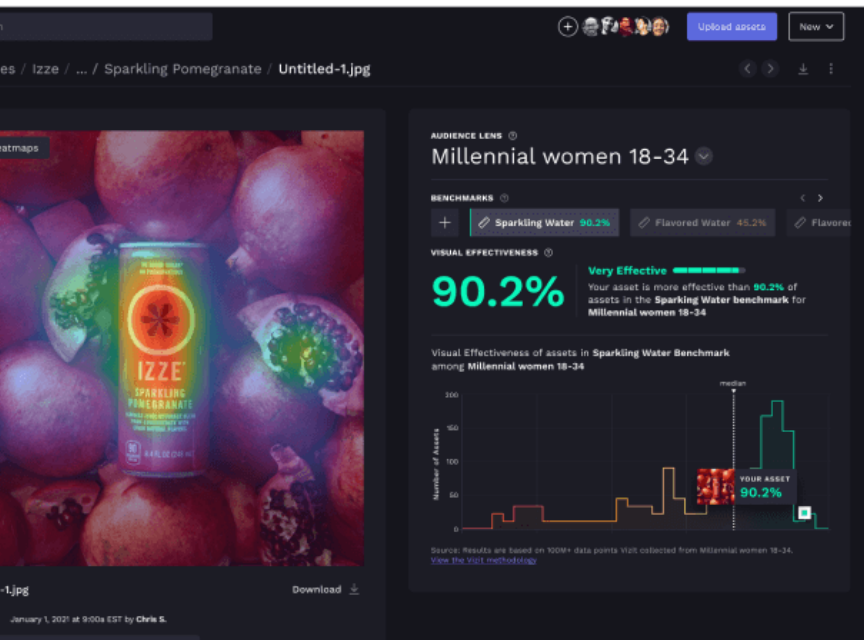 Upload assets
New
es / Izze / ... / Sparkling Pomegranate / Untitled-1.jpg
eatmaps
IZZE
SPARKLING
POMEGRANATE
8.4 FL OZ
-1.jpg
Download
January 1, 2021 at 9:00a EST by Chris S.
AUDIENCE LENS
Millennial women 18-34
BENCHMARKS
+ Sparkling Water 90.2% Flavored Water 45.2% Flavored
VISUAL EFFECTIVENESS
90.2%
Very Effective
Your asset is more effective than 90.2% of
assets in the Sparking Water benchmark for
Millennial women 18-34
Visual Effectiveness of assets in Sparkling Water Benchmark
among Millennial women 18-34
median
Number of Assets
200
150
100
50
0
YOUR ASSET
90.2%
Source: Results are based on 100M+ data points Vizit collected from Millennial women 18-34.
View the Vizit methodology